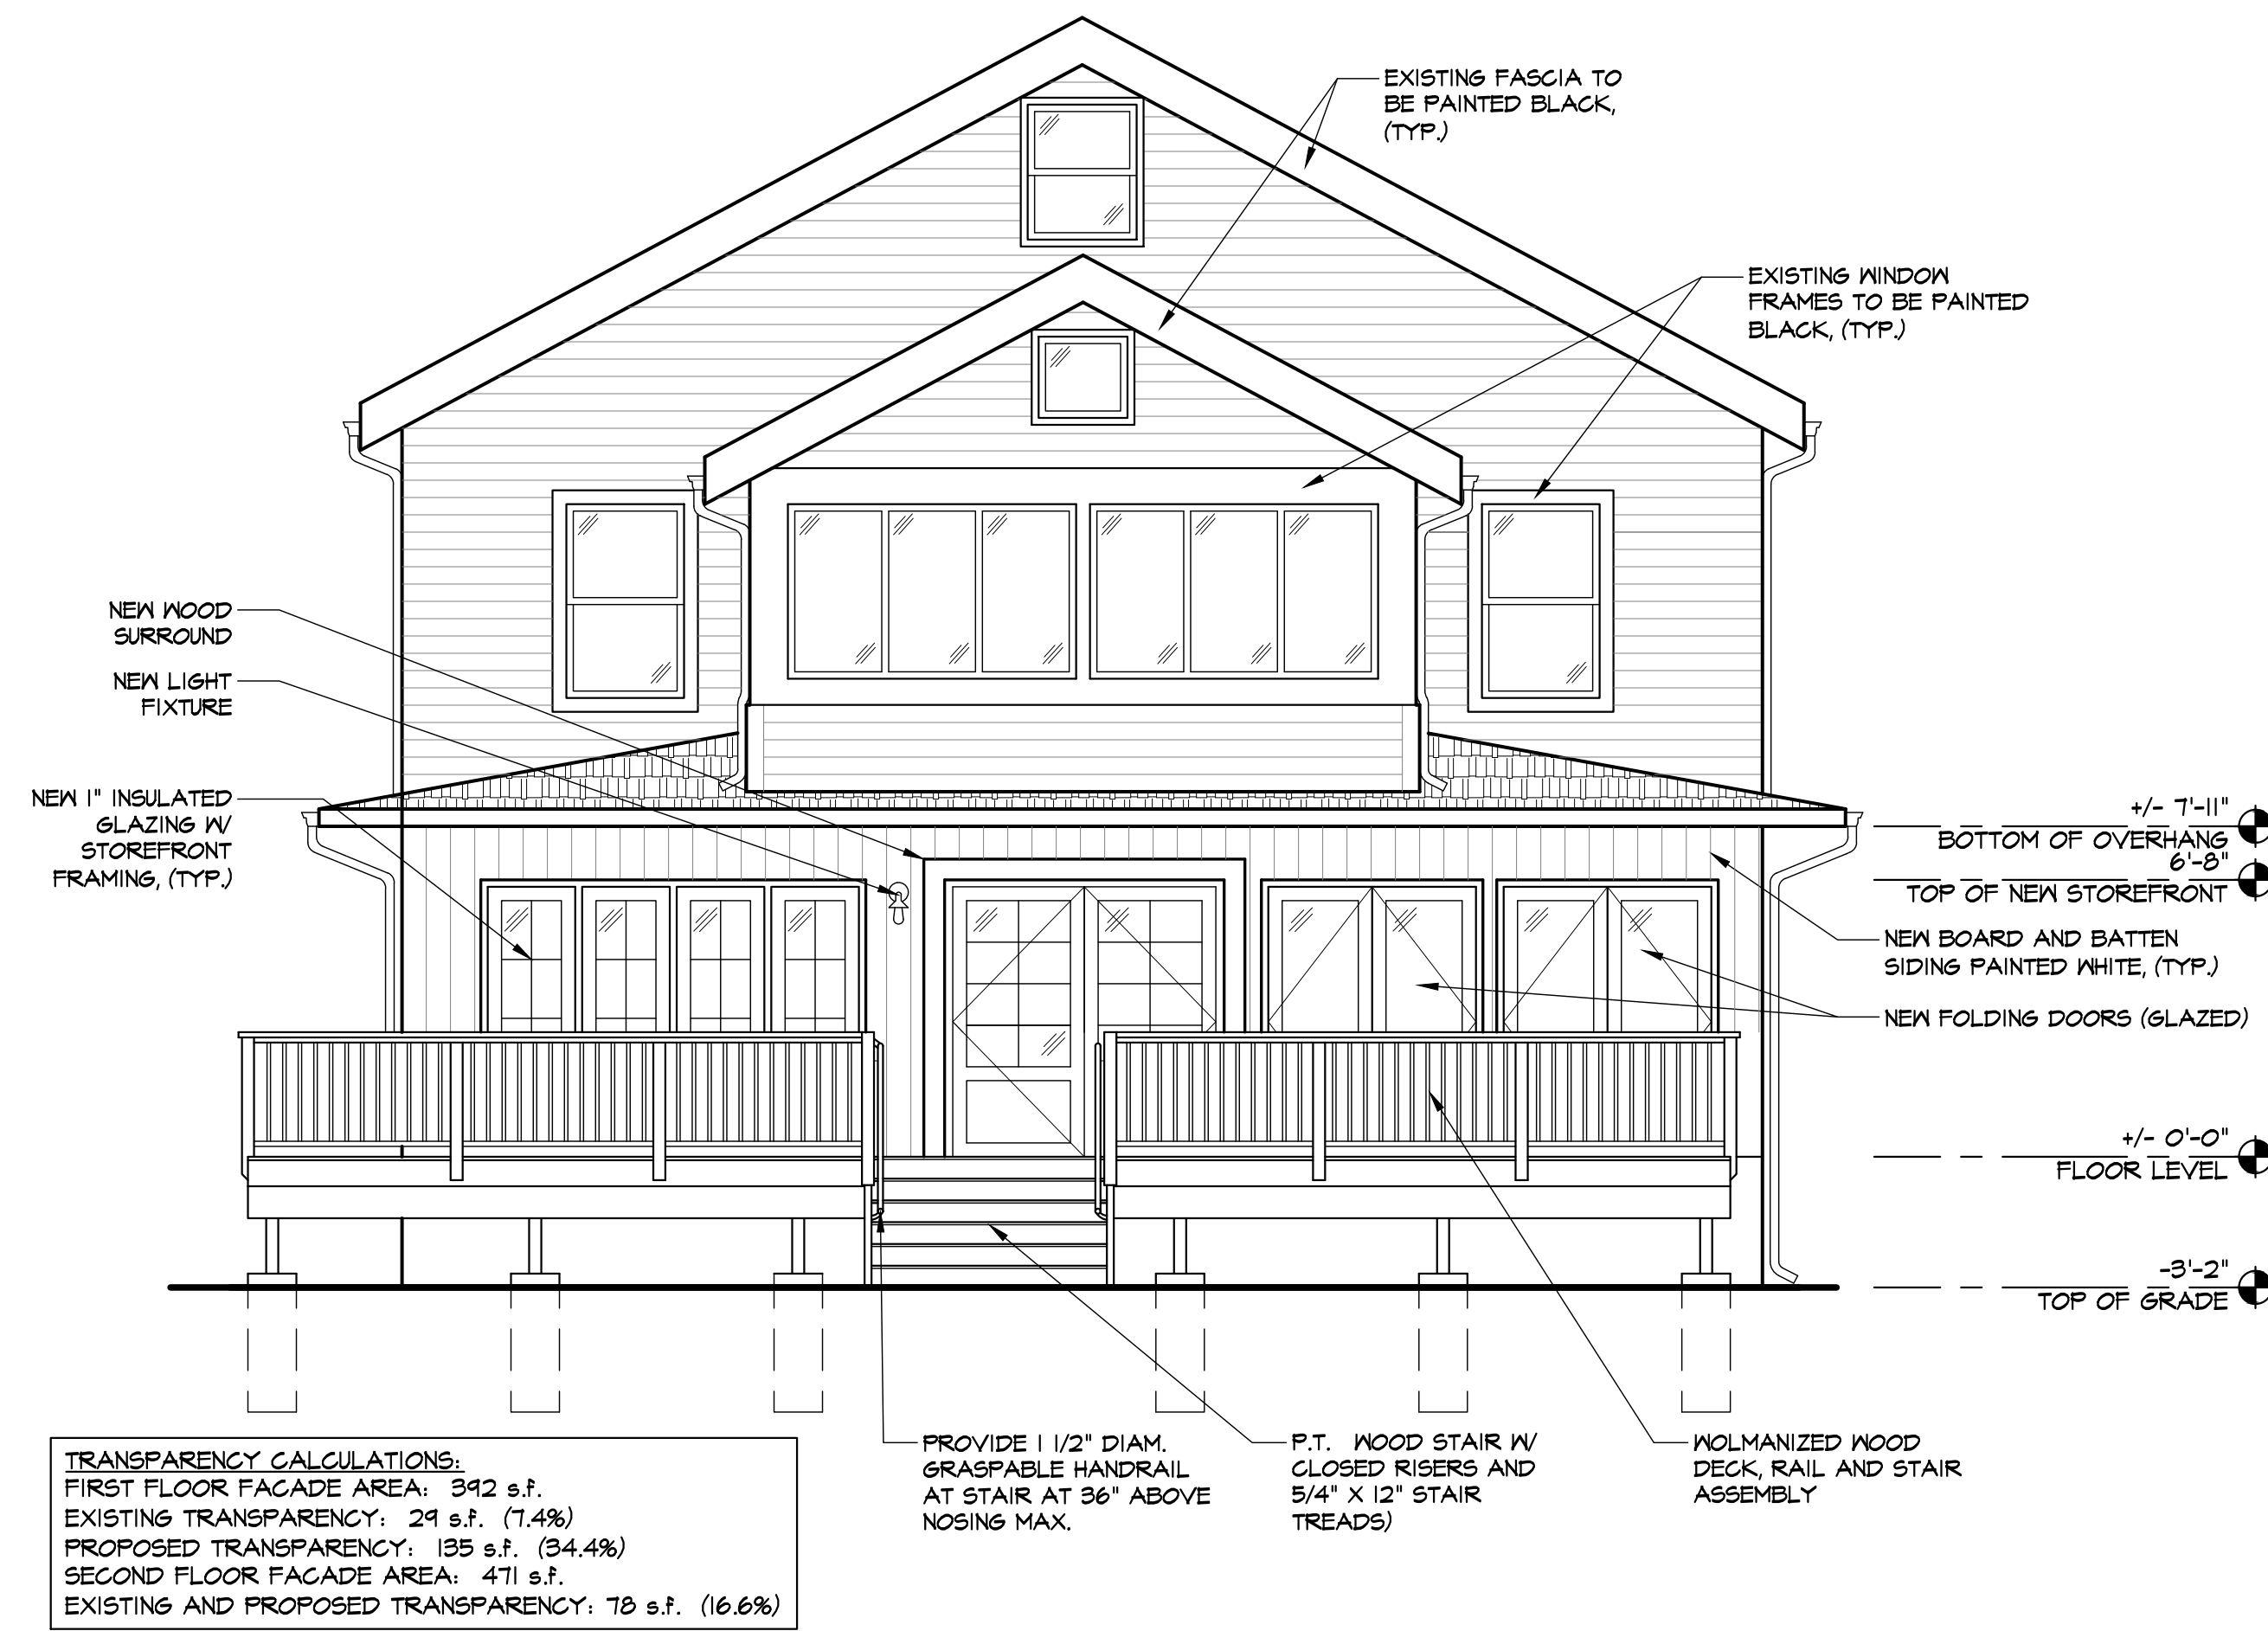 EXISTING FASCIA TO
BE PAINTED BLACK,
(TYP.)
EXISTING WINDOW
FRAMES TO BE PAINTED
BLACK, (TYP.)
NEW WOOD
SURROUND
NEW LIGHT
FIXTURE
NEW 1" INSULATED
GLAZING W/
STOREFRONT
FRAMING, (TYP.)
+/- 7'-11"
BOTTOM OF OVERHANG
6'-8"
TOP OF NEW STOREFRONT
NEW BOARD AND BATTEN
SIDING PAINTED WHITE, (TYP.)
NEW FOLDING DOORS (GLAZED)
+/- 0'-0"
FLOOR LEVEL
-3'-2"
TOP OF GRADE
PROVIDE 1 1/2" DIAM.
GRASPABLE HANDRAIL
AT STAIR AT 36" ABOVE
NOSING MAX.
P.T. WOOD STAIR W/
CLOSED RISERS AND
5/4" X 12" STAIR
TREADS)
WOLMANIZED WOOD
DECK, RAIL AND STAIR
ASSEMBLY
TRANSPARENCY CALCULATIONS:
FIRST FLOOR FACADE AREA: 392 s.f.
EXISTING TRANSPARENCY: 29 s.f. (7.4%)
PROPOSED TRANSPARENCY: 135 s.f. (34.4%)
SECOND FLOOR FACADE AREA: 471 s.f.
EXISTING AND PROPOSED TRANSPARENCY: 78 s.f. (16.6%)